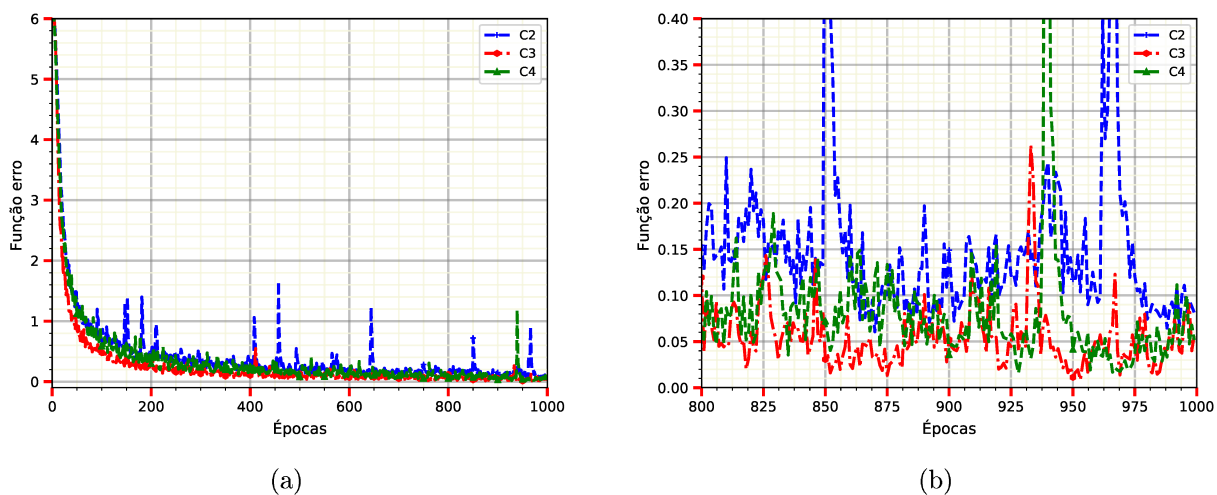 6
5
4
3
2
1
0
0 200 400 600 800 1000
Função erro
Épocas
C2
C3
C4
(a)
0.40
0.35
0.30
0.25
0.20
0.15
0.10
0.05
0.00
800 825 850 875 900 925 950 975 1000
Função erro
Épocas
C2
C3
C4
(b)